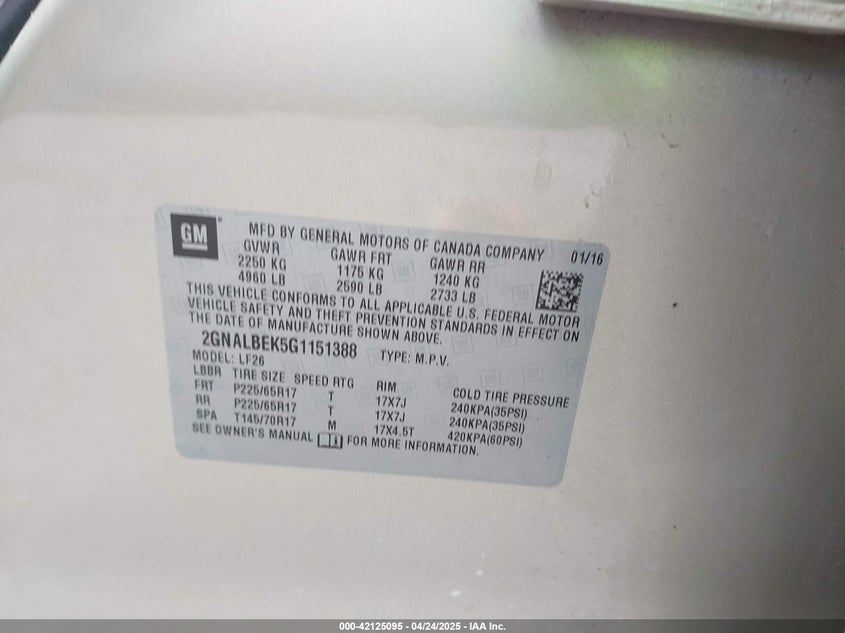 GM
MFD BY GENERAL MOTORS OF CANADA COMPANY 01/16
GVWR GAWR FRT GAWR RR
2250 KG 1175 KG 1240 KG
4960 LB 2590 LB 2733 LB
THIS VEHICLE CONFORMS TO ALL APPLICABLE U.S. FEDERAL MOTOR
VEHICLE SAFETY AND THEFT PREVENTION STANDARDS IN EFFECT ON
THE DATE OF MANUFACTURE SHOWN ABOVE.
2GNALBEK5G1151388 TYPE: M.P.V.
MODEL: LF26
LBBR TIRE SIZE SPEED RTG RIM COLD TIRE PRESSURE
FRT P225/65R17 T 17X7J 240KPA(35PSI)
RR P225/65R17 T 17X7J 240KPA(35PSI)
SPA T145/70R17 M 17X4.5T 420KPA(60PSI)
SEE OWNER'S MANUAL FOR MORE INFORMATION.
000-42125095 - 04/24/2025 - IAA Inc.